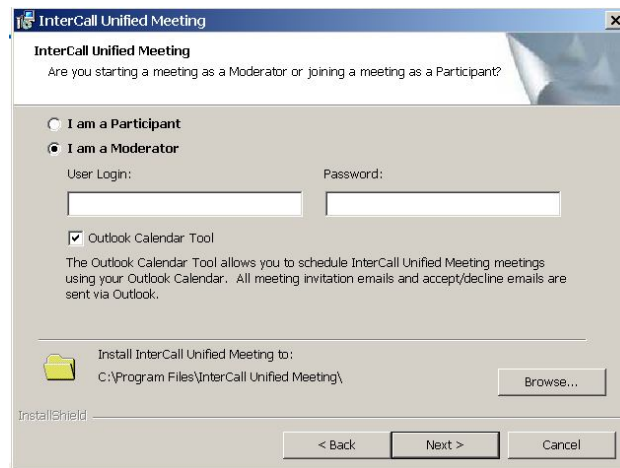 InterCall Unified Meeting
InterCall Unified Meeting
Are you starting a meeting as a Moderator or joining a meeting as a Participant?
I am a Participant
I am a Moderator
User Login:
Password:
Outlook Calendar Tool
The Outlook Calendar Tool allows you to schedule InterCall Unified Meeting meetings
using your Outlook Calendar. All meeting invitation emails and accept/decline emails are
sent via Outlook.
Install InterCall Unified Meeting to:
C:\Program Files\InterCall Unified Meeting\
Browse...
InstallShield
< Back
Next >
Cancel